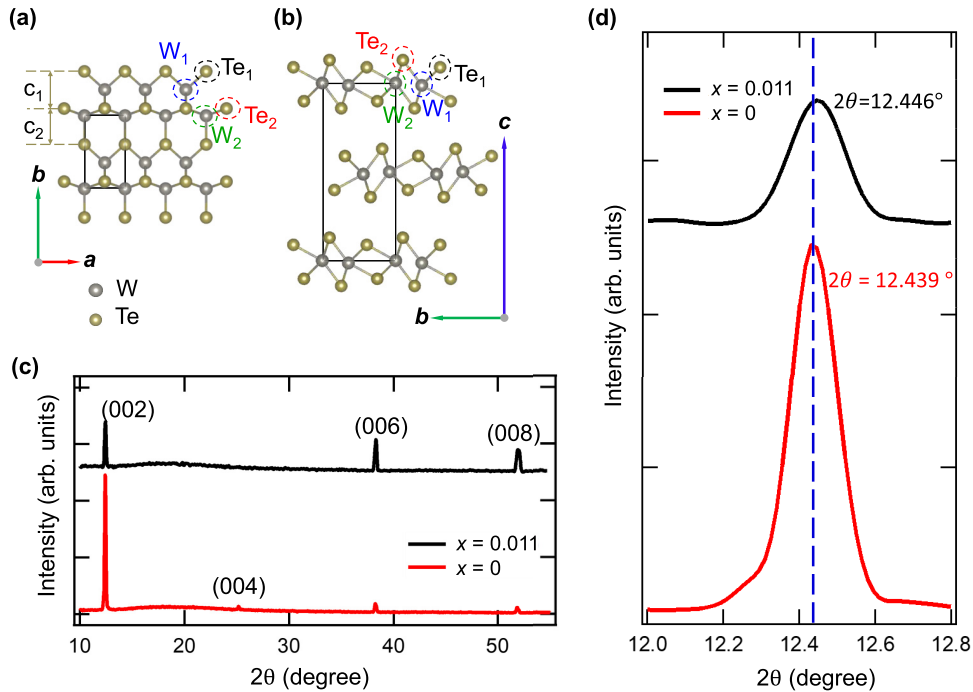 (a)
W1
Te1
c1
c2
Te2
W2
b
a
W
Te
(b)
Te2
Te1
W2
W1
c
b
(c)
Intensity (arb. units)
(002)
(006)
(008)
(004)
x = 0.011
x = 0
10
20
30
40
50
2θ (degree)
(d)
Intensity (arb. units)
x = 0.011
x = 0
2θ=12.446°
2θ = 12.439 °
12.0
12.2
12.4
12.6
12.8
2θ (degree)